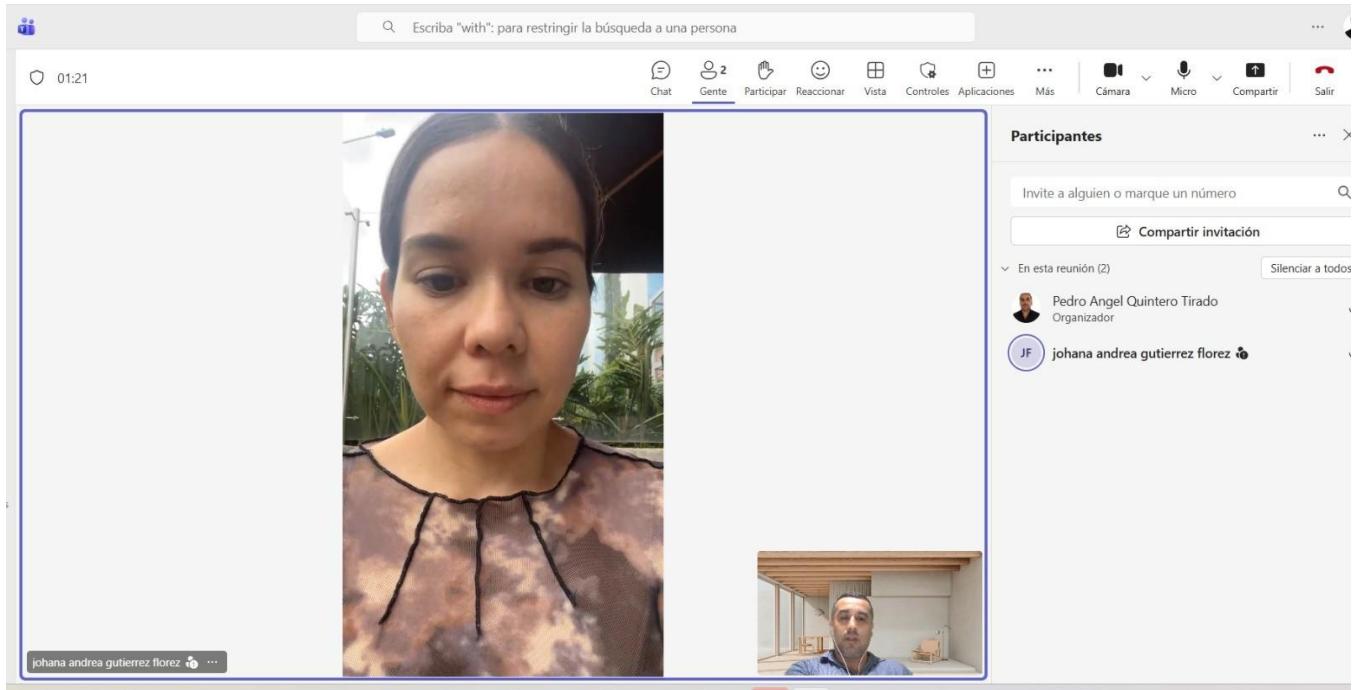 Escriba "with": para restringir la búsqueda a una persona
01:21
Chat
2
Gente
Participar
Reaccionar
Vista
Controles
Aplicaciones
Más
Cámara
Micro
Compartir
Salir
Participantes
Invite a alguien o marque un número
Compartir invitación
En esta reunión (2)
Silenciar a todos
Pedro Angel Quintero Tirado
Organizador
JF
johana andrea gutierrez florez
johana andrea gutierrez florez